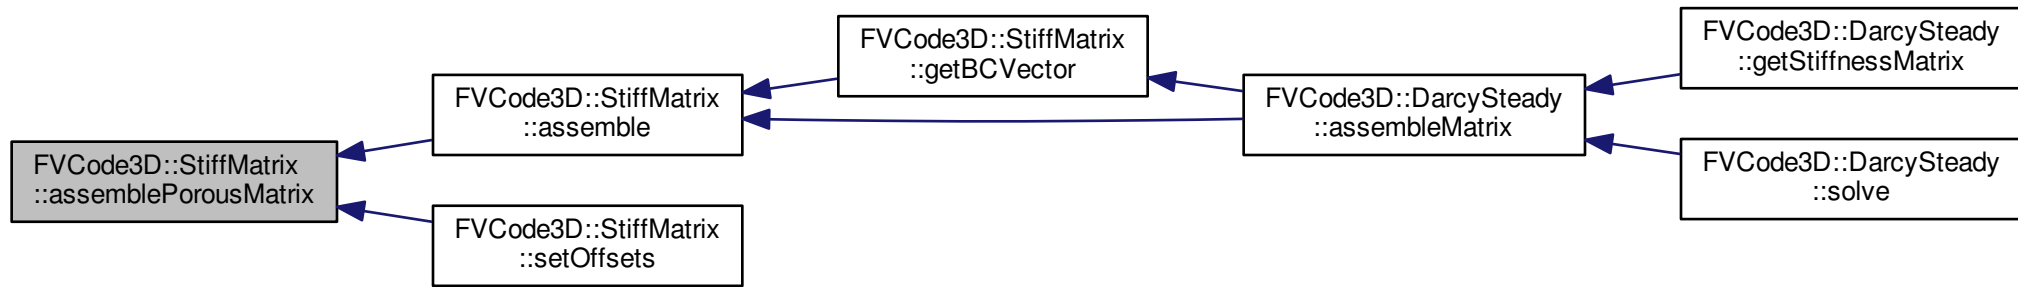 FVCode3D::StiffMatrix
::assemblePorousMatrix
FVCode3D::StiffMatrix
::assemble
FVCode3D::StiffMatrix
::setOffsets
FVCode3D::StiffMatrix
::getBCVector
FVCode3D::DarcySteady
::assembleMatrix
FVCode3D::DarcySteady
::getStiffnessMatrix
FVCode3D::DarcySteady
::solve